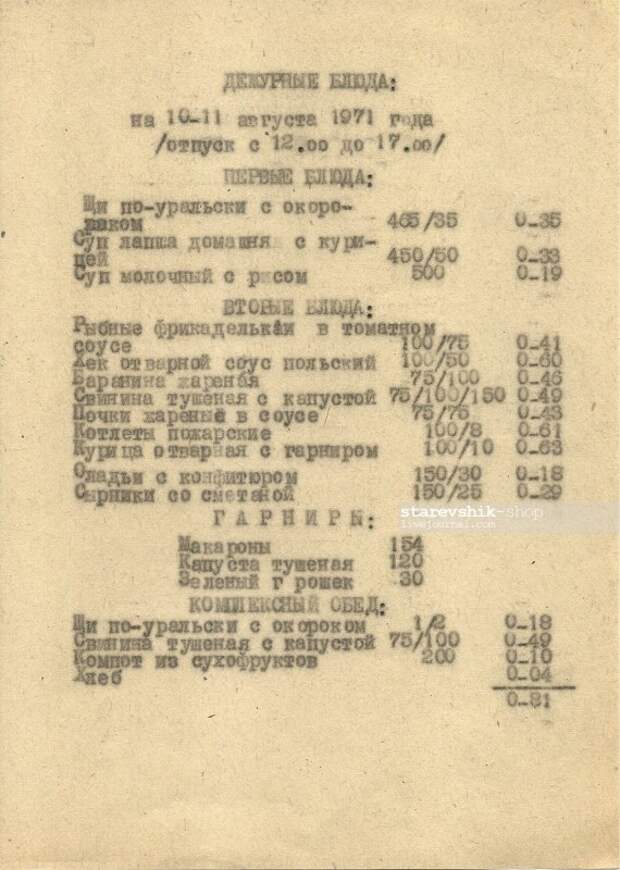 ДЕЖУРНЫЕ БЛЮДА:
на 10-11 августа 1971 года
/отпуск с 12.00 до 17.00/
ПЕРВЫЕ БЛЮДА:
Щи по-уральски с окоро-
раком 465/35 0-35
Суп лапша домашня с кури-
цей 450/50 0-33
Суп молочный с рисом 500 0-19
ВТОРЫЕ БЛЮДА:
Рыбные фрикадельки в томатном
соусе 100/75 0-41
Хек отварной соус польский 100/50 0-60
Баранина жареная 75/100 0-46
Свинина тушеная с капустой 75/100/150 0-49
Почки жареные в соусе 75/75 0-43
Котлеты пожарские 100/8 0-61
Курица отварная с гарниром 100/10 0-63
Оладьи с конфитюром 150/30 0-18
Сырники со сметаной 150/25 0-29
starevshik-shop
livejournal.com
ГАРНИРЫ:
Макароны 154
Капуста тушеная 120
Зеленый г рошек 30
КОМПЛЕКСНЫЙ ОБЕД:
Щи по-уральски с окороком 1/2 0-18
Свинина тушеная с капустой 75/100 0-49
Компот из сухофруктов 200 0-10
Хлеб 0-04
0-81